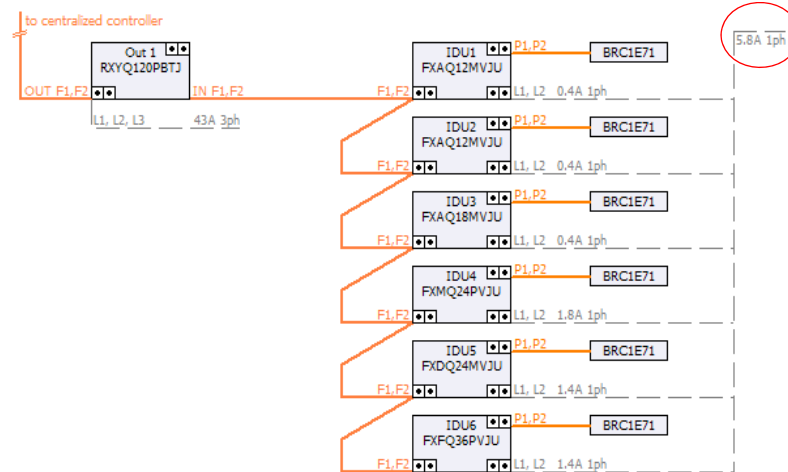 to centralized controller
5.8A 1ph
Out 1
RXYQ120PBTJ
OUT F1,F2
IN F1,F2
L1, L2, L3 43A 3ph
IDU1
FXAQ12MVJU
P1,P2
BRC1E71
F1,F2
L1, L2 0.4A 1ph
IDU2
FXAQ12MVJU
P1,P2
BRC1E71
F1,F2
L1, L2 0.4A 1ph
IDU3
FXAQ18MVJU
P1,P2
BRC1E71
F1,F2
L1, L2 0.4A 1ph
IDU4
FXMQ24PVJU
P1,P2
BRC1E71
F1,F2
L1, L2 1.8A 1ph
IDU5
FXDQ24MVJU
P1,P2
BRC1E71
F1,F2
L1, L2 1.4A 1ph
IDU6
FXFQ36PVJU
P1,P2
BRC1E71
F1,F2
L1, L2 1.4A 1ph